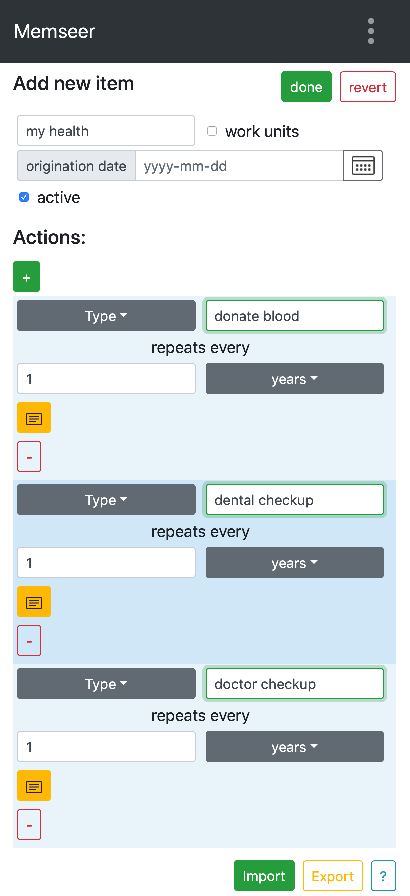 Memseer
Add new item
done
revert
my health
work units
origination date
yyyy-mm-dd
active
Actions:
+
Type
donate blood
repeats every
1
years
-
Type
dental checkup
repeats every
1
years
-
Type
doctor checkup
repeats every
1
years
-
Import
Export
?